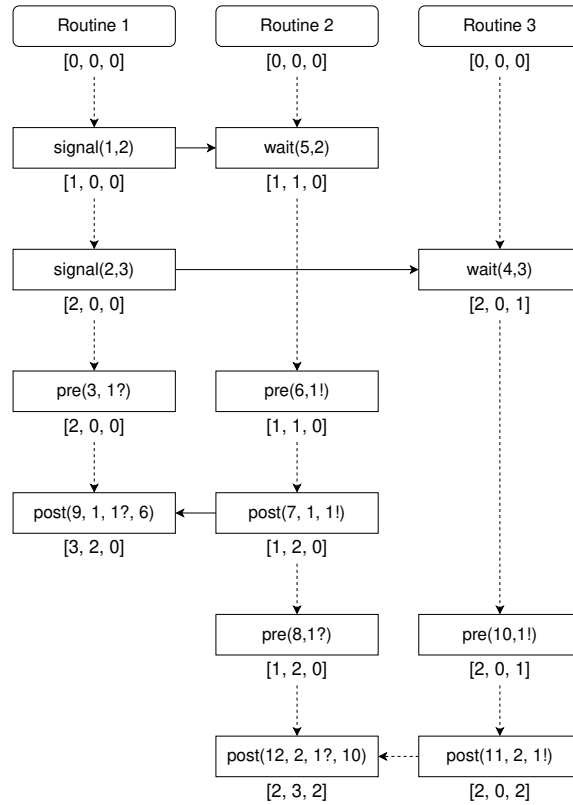 Routine 1 Routine 2 Routine 3
[0, 0, 0] [0, 0, 0] [0, 0, 0]
signal(1,2) wait(5,2)
[1, 0, 0] [1, 1, 0]
signal(2,3) wait(4,3)
[2, 0, 0] [2, 0, 1]
pre(3, 1?) pre(6,1!)
[2, 0, 0] [1, 1, 0]
post(9, 1, 1?, 6) post(7, 1, 1!)
[3, 2, 0] [1, 2, 0]
pre(8,1?) pre(10,1!)
[1, 2, 0] [2, 0, 1]
post(12, 2, 1?, 10) post(11, 2, 1!)
[2, 3, 2] [2, 0, 2]